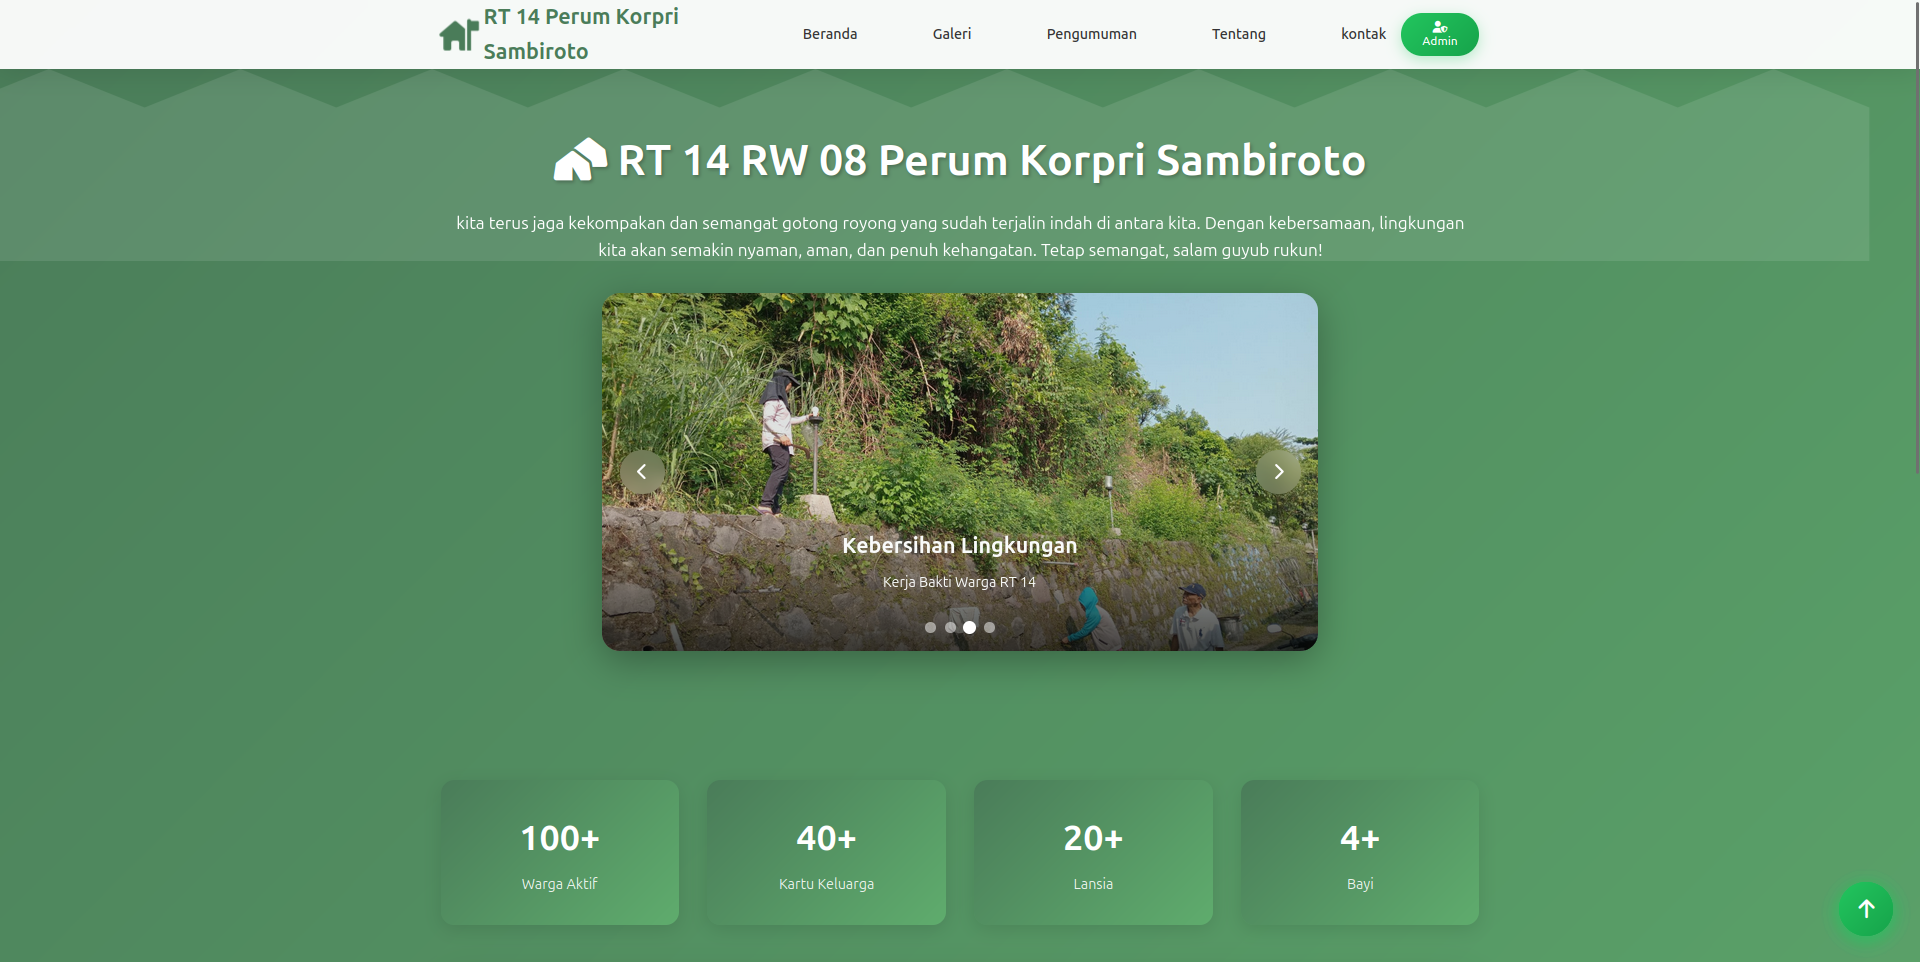 RT 14 Perum Korpri
Sambiroto
Beranda
Galeri
Pengumuman
Tentang
kontak
Admin
RT 14 RW 08 Perum Korpri Sambiroto
kita terus jaga kekompakan dan semangat gotong royong yang sudah terjalin indah di antara kita. Dengan kebersamaan, lingkungan
kita akan semakin nyaman, aman, dan penuh kehangatan. Tetap semangat, salam guyub rukun!
Kebersihan Lingkungan
Kerja Bakti Warga RT 14
100+
Warga Aktif
40+
Kartu Keluarga
20+
Lansia
4+
Bayi